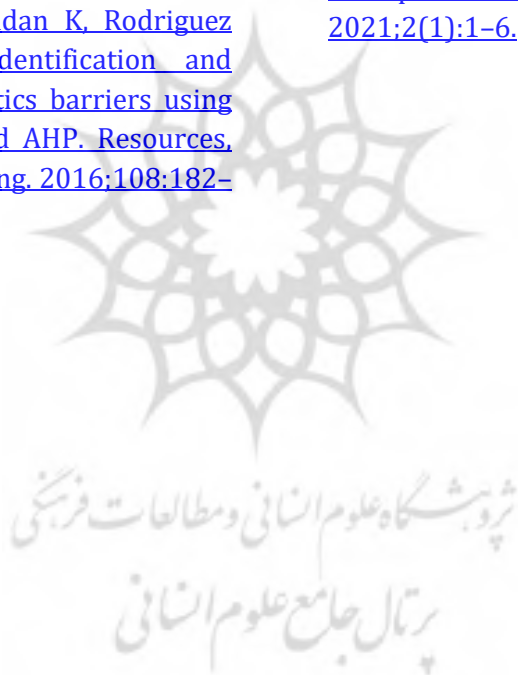 dan K, Rodriguez
dentification and
tics barriers using
d AHP. Resources,
ng. 2016;108:182–
2021;2(1):1–6.
پژوهشگاه علوم انسانی و مطالعات فرهنگی
پرتال جامع علوم انسانی